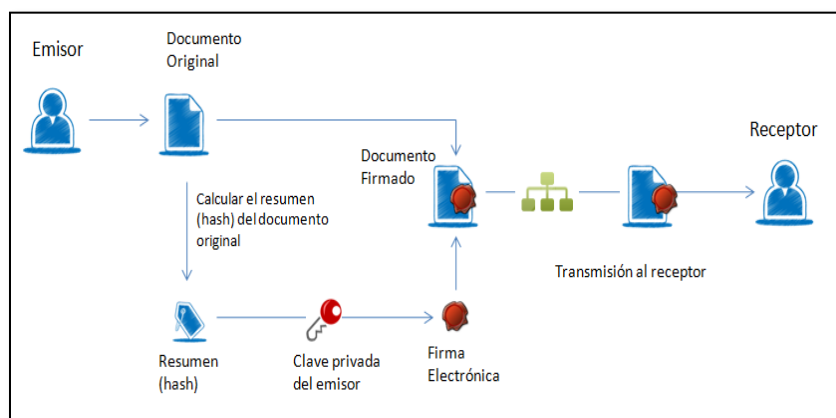 Emisor
Documento
Original
Receptor
Documento
Firmado
Calcular el resumen
(hash) del documento
original
Transmisión al receptor
Resumen
(hash)
Clave privada
del emisor
Firma
Electrónica